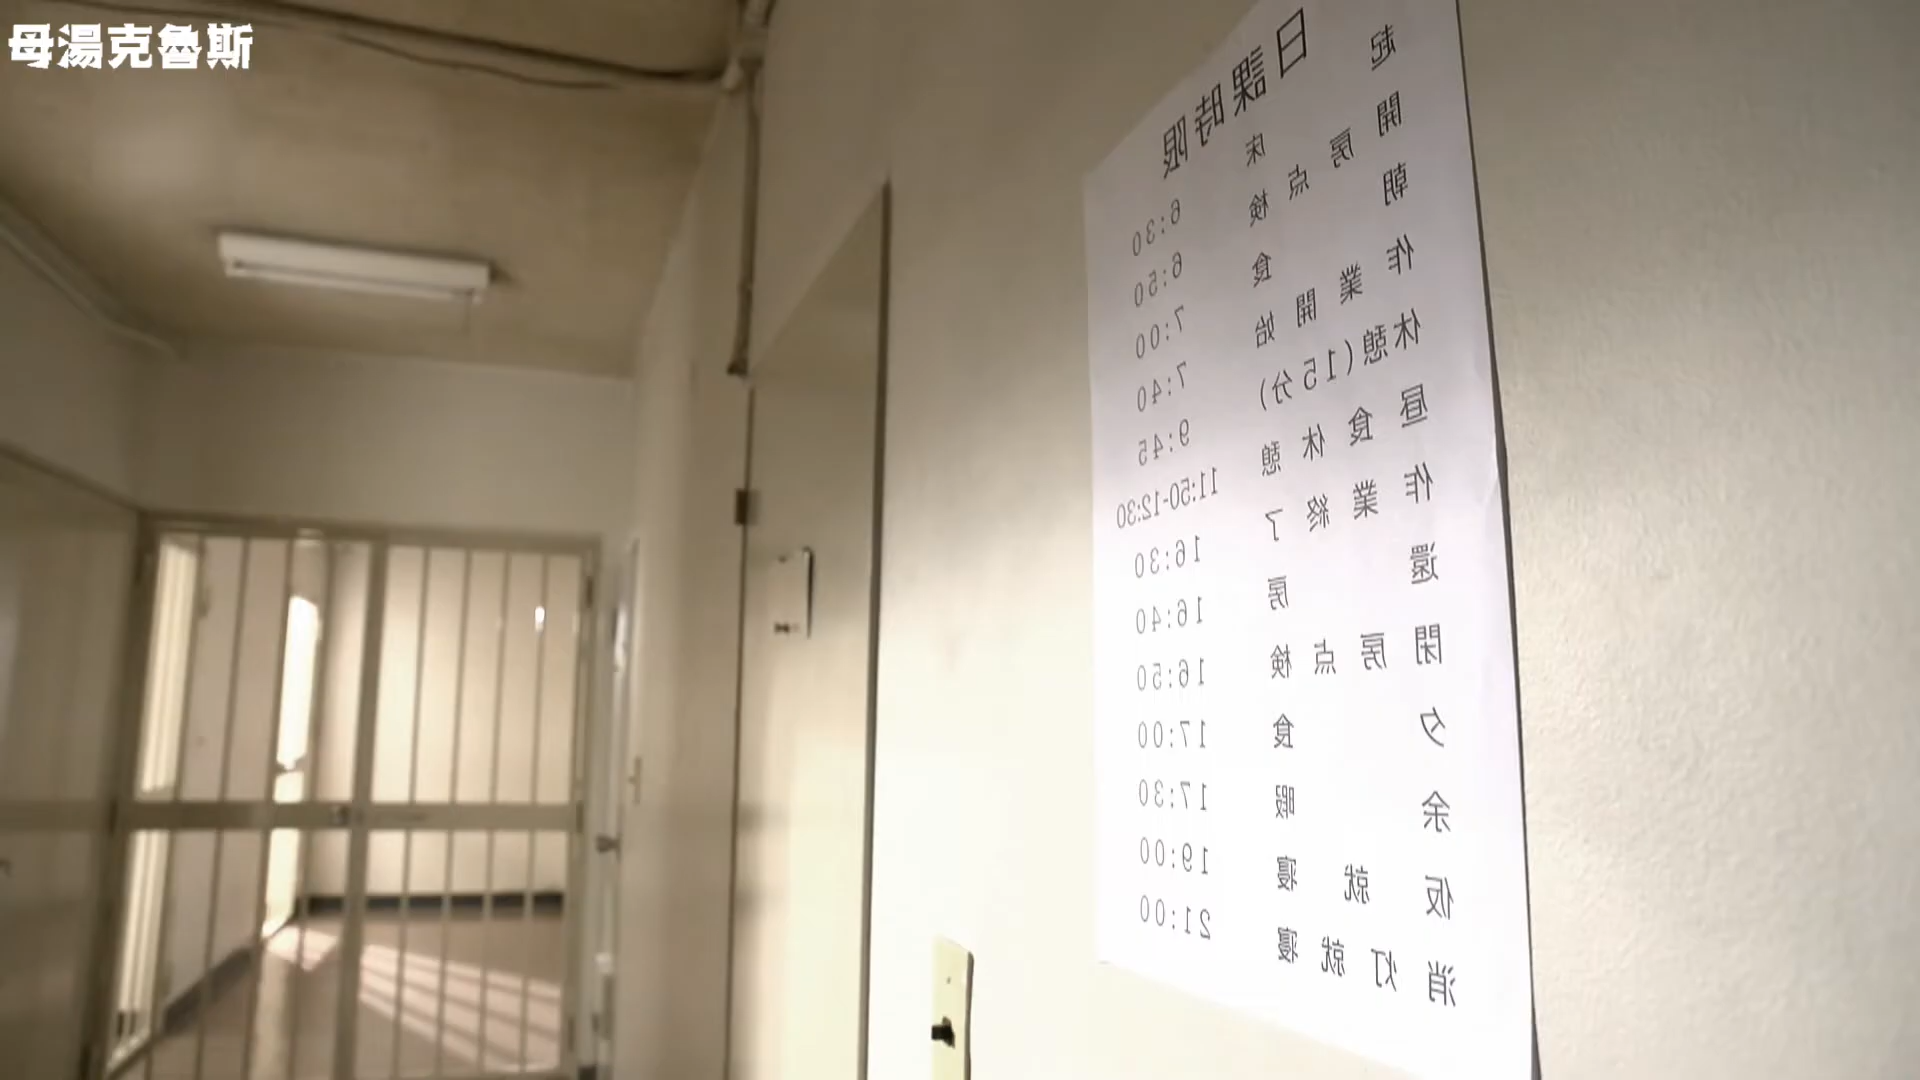 母湯克魯斯
日課時限
起床 6:30
開房点検 6:50
朝食 7:00
作業開始 7:40
休憩(15分) 9:45
昼食休憩 11:50-12:30
作業終了 16:30
還房 16:40
閉房点検 16:50
夕食 17:00
余暇 17:30
仮就寝 19:00
消灯就寝 21:00